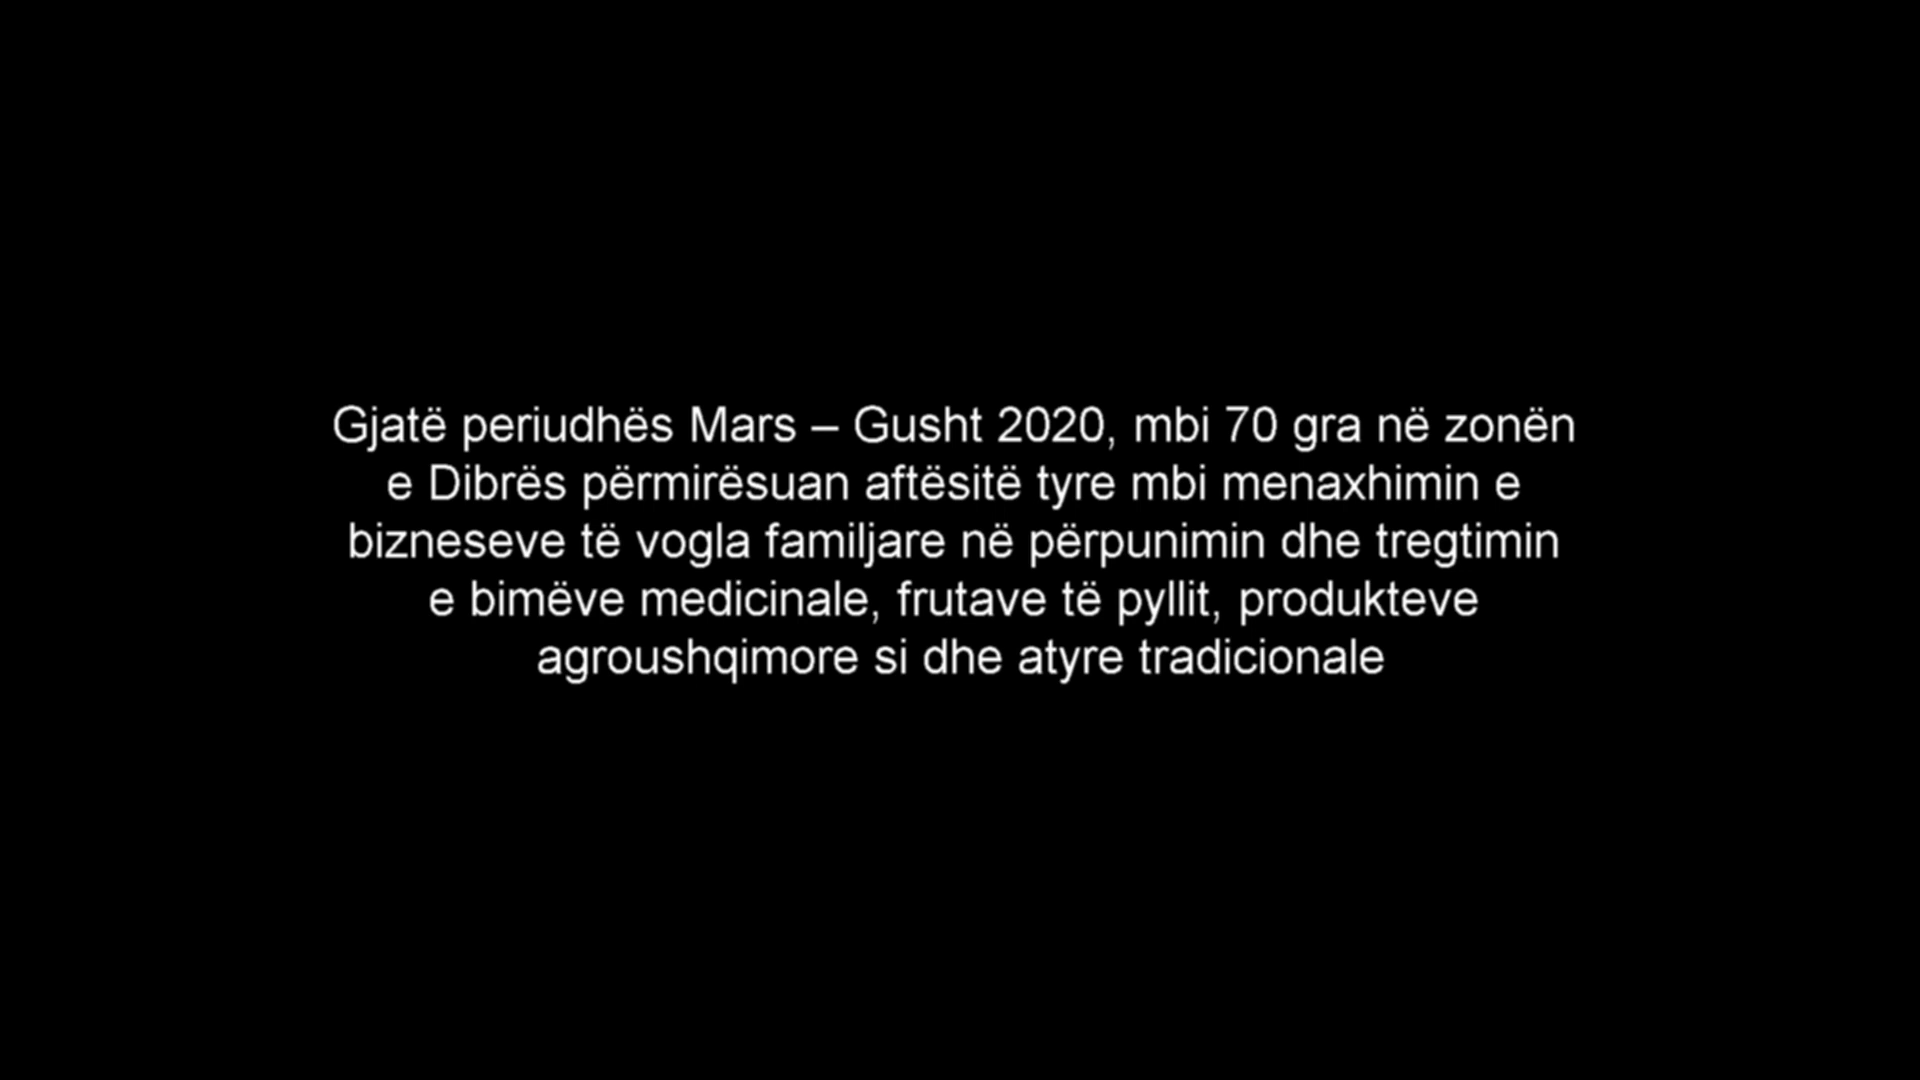 Gjatë periudhës Mars – Gusht 2020, mbi 70 gra në zonën
e Dibrës përmirësuan aftësitë tyre mbi menaxhimin e
bizneseve të vogla familjare në përpunimin dhe tregtimin
e bimëve medicinale, frutave të pyllit, produkteve
agroushqimore si dhe atyre tradicionale